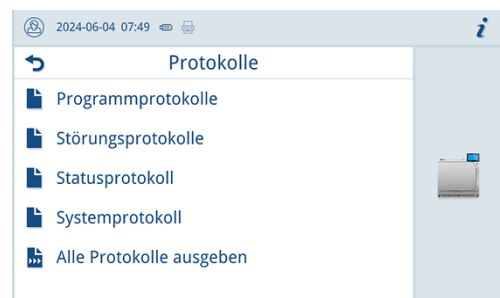 2024-06-04 07:49
i
Protokolle
Programmprotokolle
Störungsprotokolle
Statusprotokoll
Systemprotokoll
Alle Protokolle ausgeben